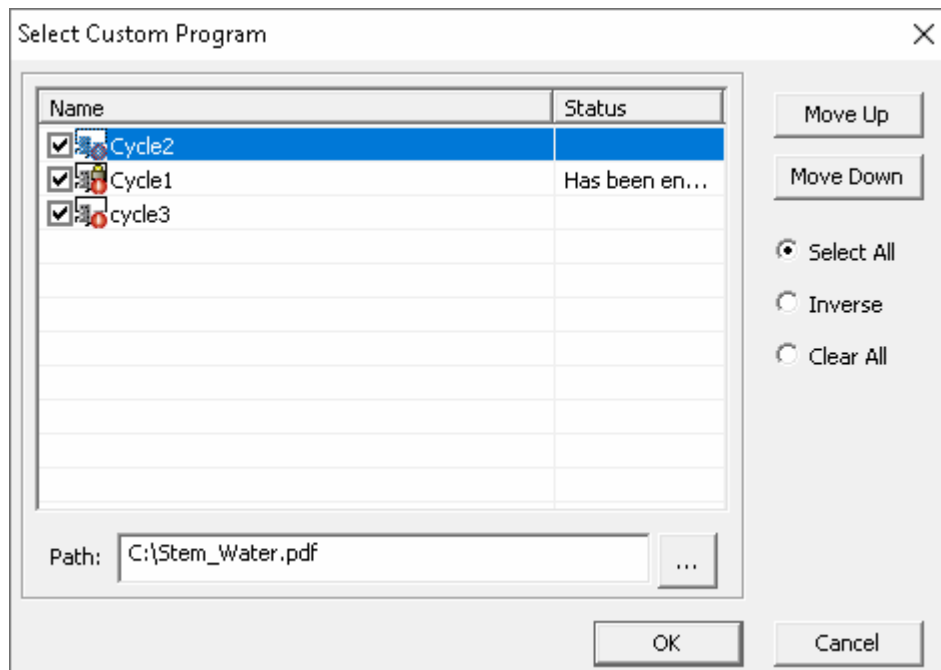 Select Custom Program
Name Status
Cycle2
Cycle1 Has been en...
cycle3
Move Up
Move Down
Select All
Inverse
Clear All
Path: C:\Stem_Water.pdf ...
OK Cancel